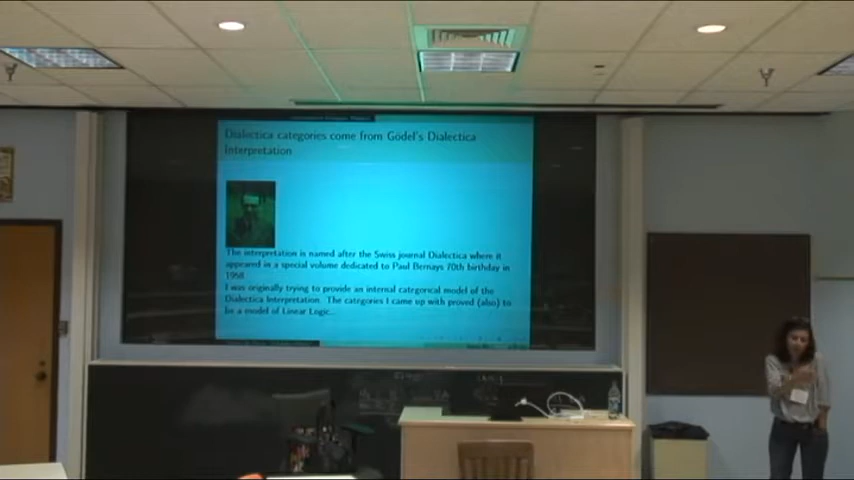 Dialectica categories come from Gödel's Dialectica
Interpretation
The interpretation is named after the Swiss journal Dialectica where it
appeared in a special volume dedicated to Paul Bernays 70th birthday in
1958.
I was originally trying to provide an internal categorical model of the
Dialectica Interpretation. The categories I came up with proved (also) to
be a model of Linear Logic...